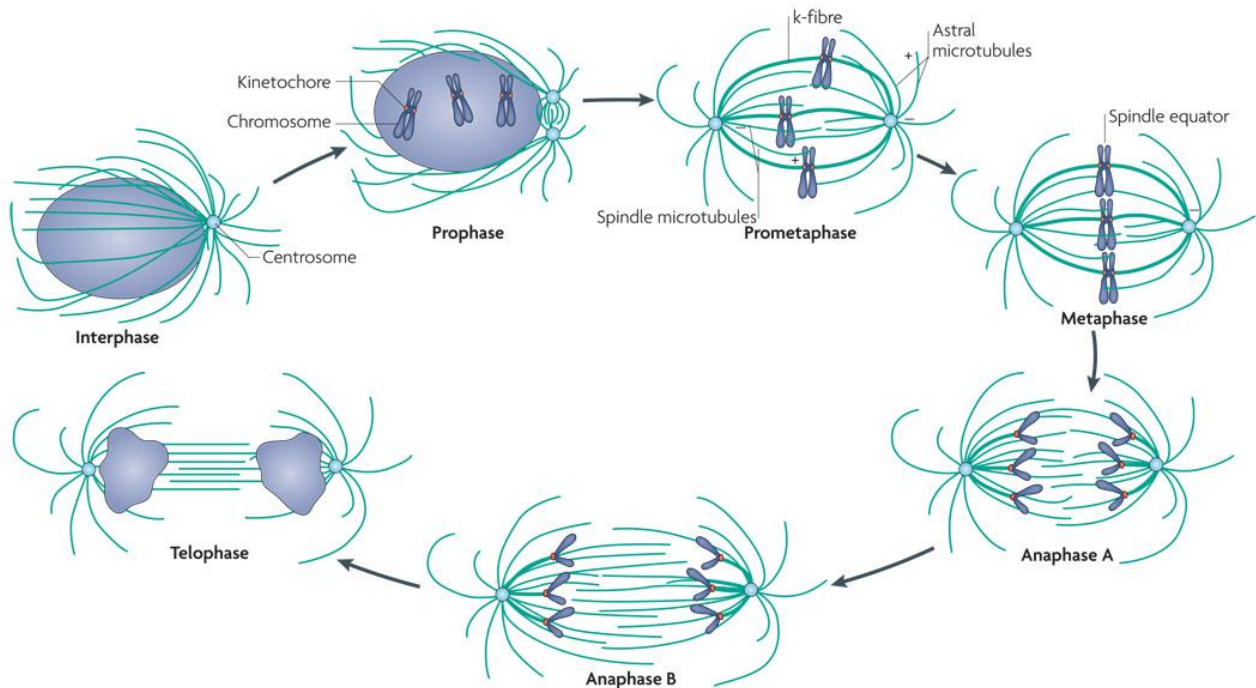 k-fibre
Astral
microtubules
+
Kinetochore
Chromosome
Spindle equator
−
−
+
Spindle microtubules
Prophase
Prometaphase
−
Centrosome
Interphase
Metaphase
Telophase
Anaphase A
Anaphase B